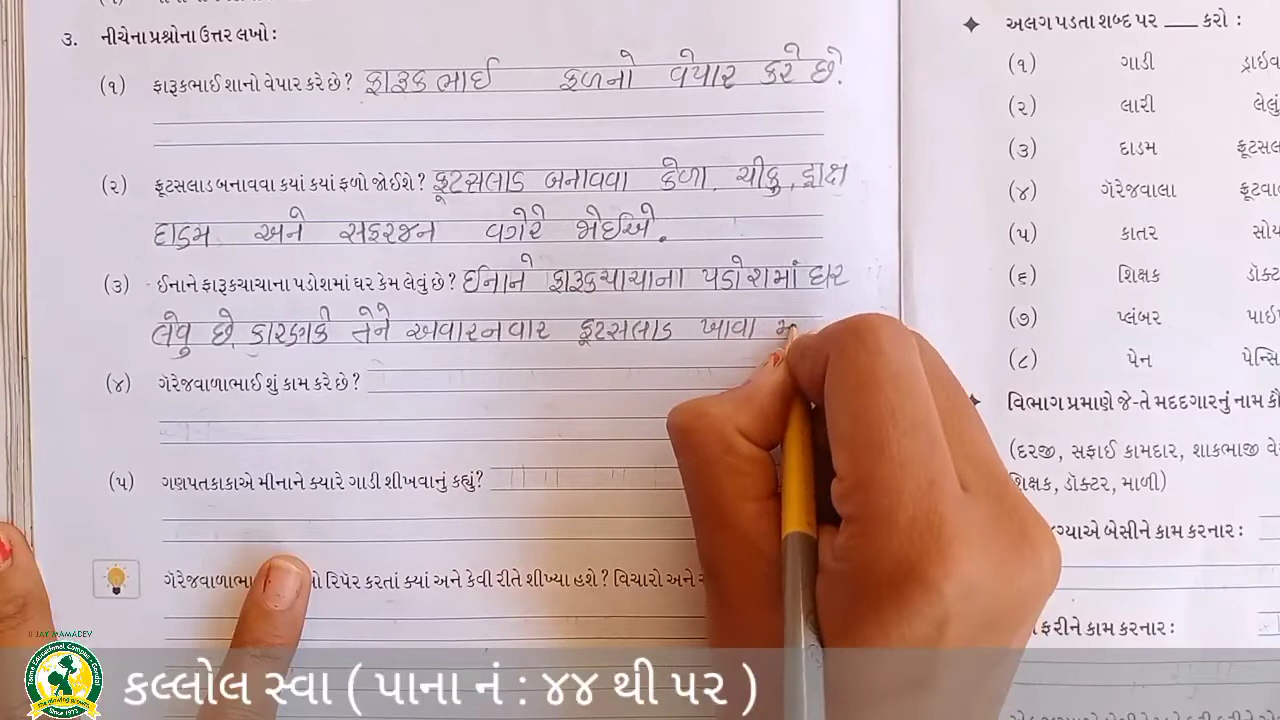 ૩. નીચેના પ્રશ્નોના ઉત્તર લખો :
(૧) ફારૂકભાઈ શાનો વેપાર કરે છે? ફારૂકભાઈ ફળનો વેપાર કરે છે.
(૨) ફ્રૂટસલાડ બનાવવા કયાં કયાં ફળો જોઈશે? ફ્રૂટસલાડ બનાવવા કેળા, ચીકુ, દ્રાક્ષ
દાડમ અને સફરજન વગેરે જોઈએ.
(૩) ઈનાને ફારૂકચાચાના પડોશમાં ઘર કેમ લેવું છે? ઈનાને ફારૂકચાચાના પડોશમાં ઘર
લેવુ છે. કારણકે તેને અવારનવાર ફ્રૂટસલાડ ખાવા
(૪) ગૅરેજવાળાભાઈ શું કામ કરે છે?
(૫) ગણપતકાકાએ મીનાને ક્યારે ગાડી શીખવાનું કહ્યું?
રિપૅર કરતાં ક્યાં અને કેવી રીતે શીખ્યા હશે? વિચારો અને
અલગ પડતા શબ્દ પર ___ કરો :
(૧) ગાડી
(૨) લારી લેલું
(૩) દાડમ
(૪) ગૅરેજવાલા
(૫) કાતર
(૬) શિક્ષક
(૭) પ્લંબર
(૮) પેન
વિભાગ પ્રમાણે જે-તે મદદગારનું નામ
(દરજી, સફાઈ કામદાર, શાકભાજી
શિક્ષક, ડૉક્ટર, માળી)
બેસીને કામ કરનાર :
ફરીને કામ કરનાર :
|| JAY MAMADEV
Since 1972
કલ્લોલ સ્વા ( પાના નં : ૪૪ થી ૫૨ )